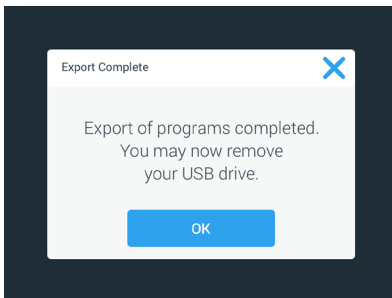 Export Complete
Export of programs completed.
You may now remove
your USB drive.
OK